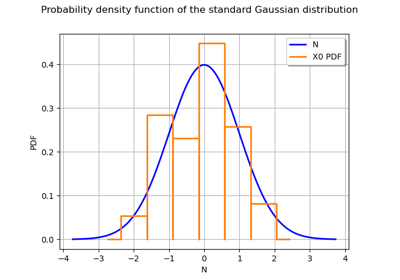 Probability density function of the standard Gaussian distribution
N
X0 PDF
PDF
0.4
0.3
0.2
0.1
0.0
−4 −3 −2 −1 0 1 2 3 4
N